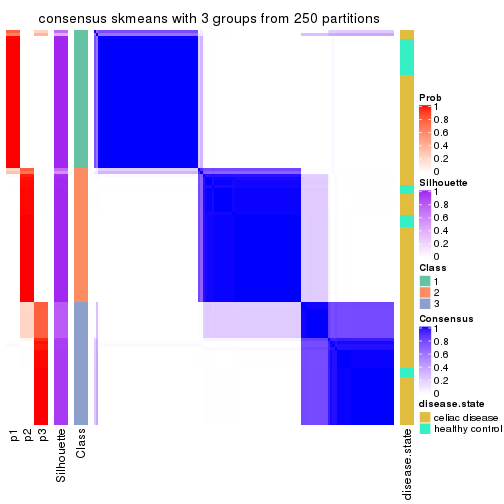 consensus skmeans with 3 groups from 250 partitions
p1
p2
p3
Silhouette
Class
disease.state
Prob
1
0.8
0.6
0.4
0.2
0
Silhouette
1
0.8
0.6
0.4
0.2
0
Class
1
2
3
Consensus
1
0.8
0.6
0.4
0.2
0
disease.state
celiac disease
healthy control